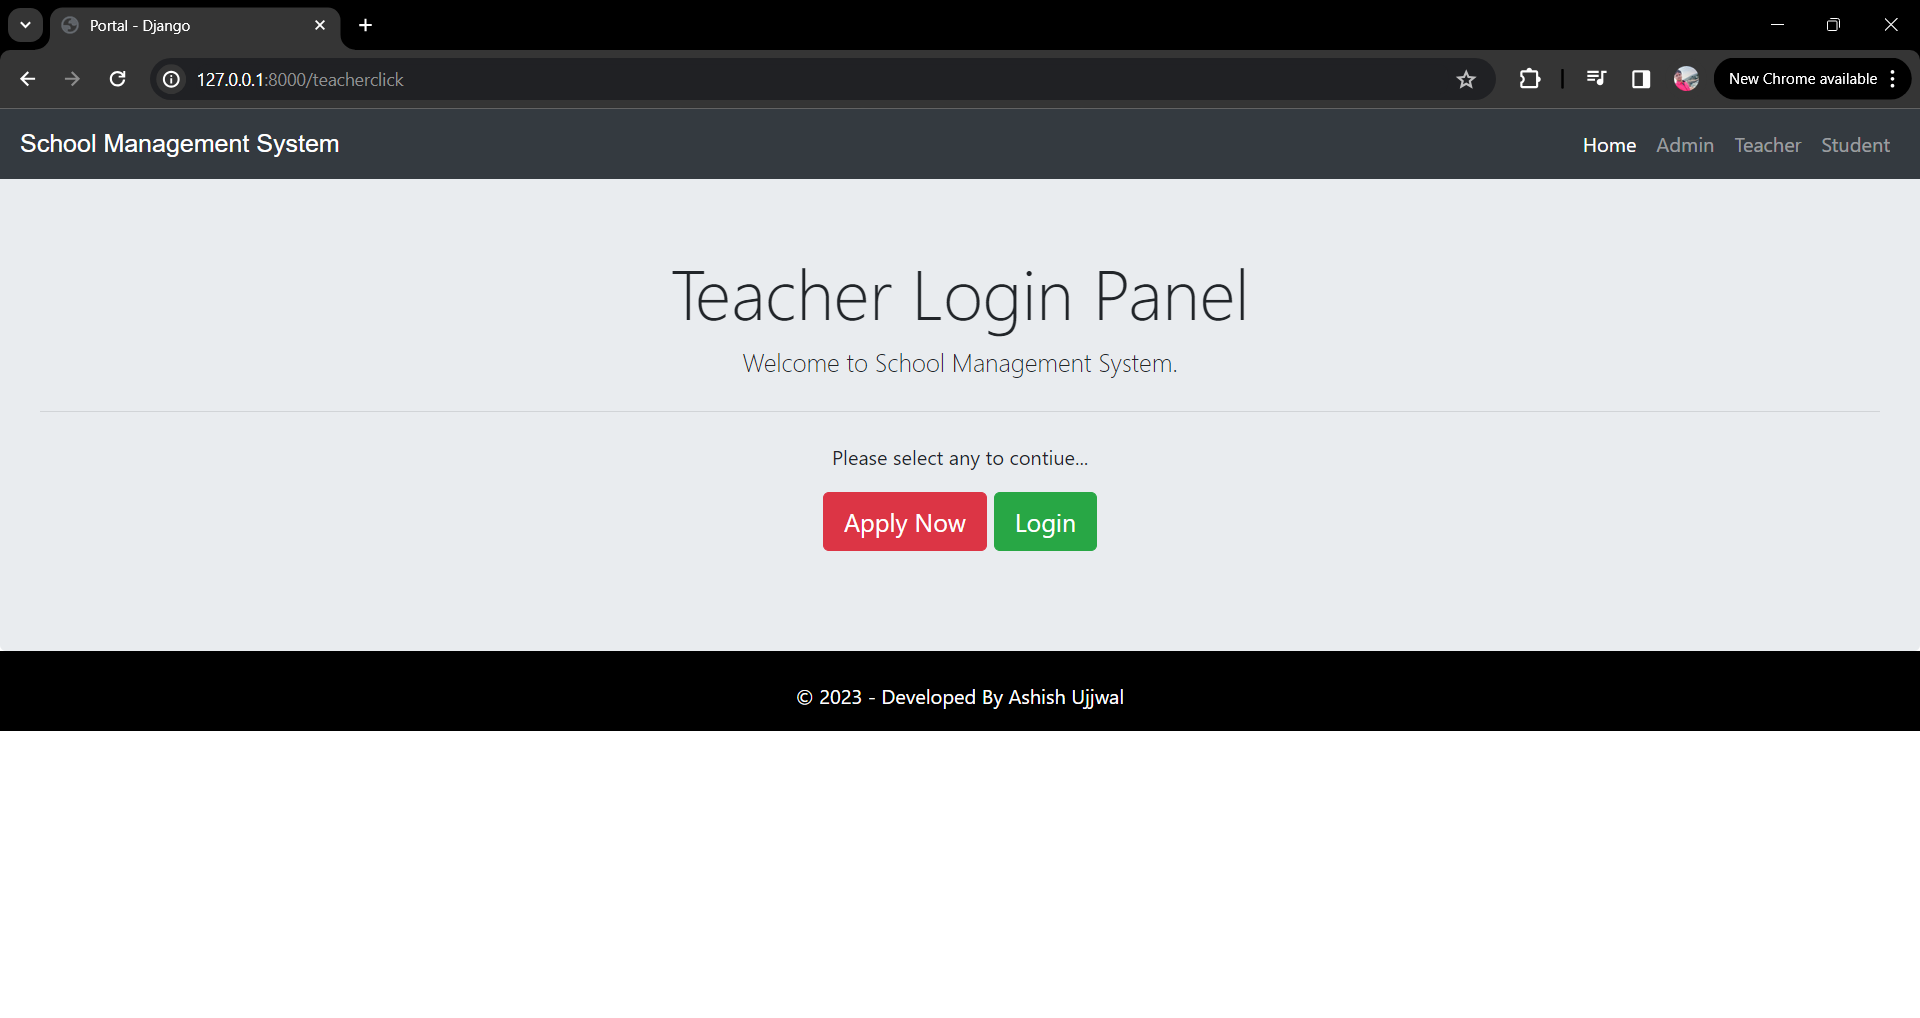 Portal - Django
127.0.0.1:8000/teacherclick
New Chrome available
School Management System
Home Admin Teacher Student
Teacher Login Panel
Welcome to School Management System.
Please select any to contiue...
Apply Now Login
© 2023 - Developed By Ashish Ujjwal